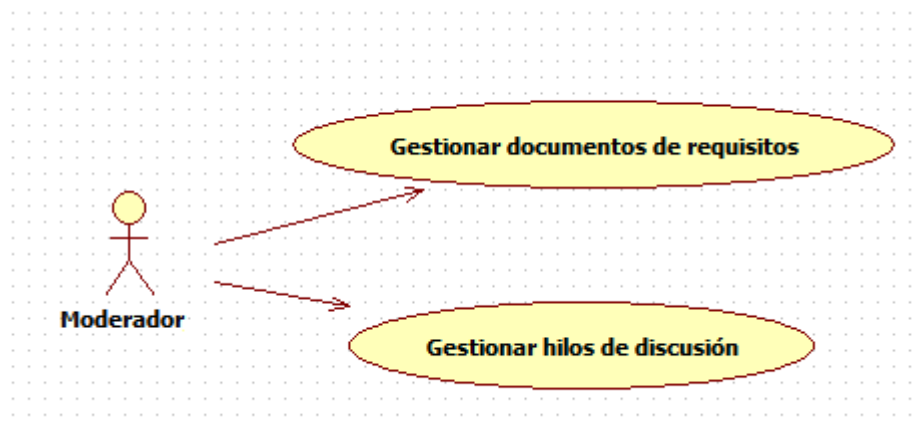 Gestionar documentos de requisitos
Moderador
Gestionar hilos de discusión